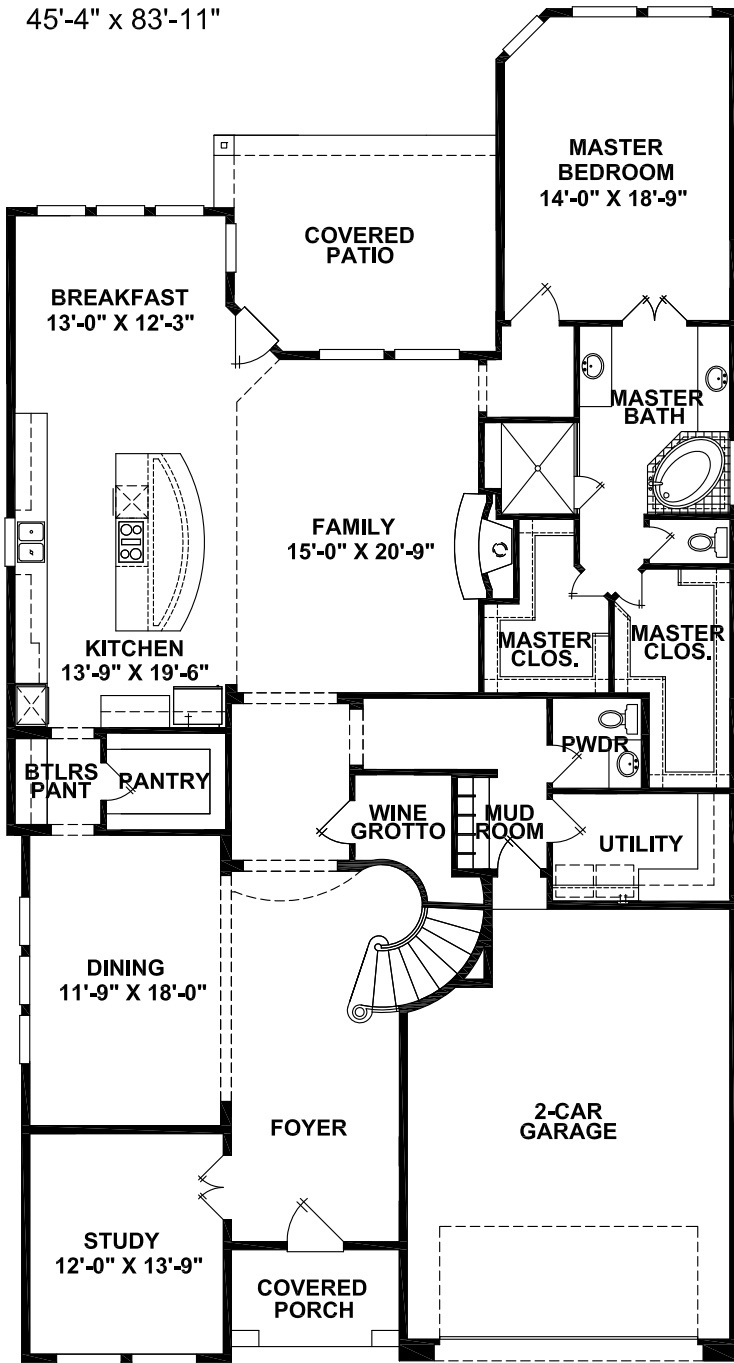 45'-4" x 83'-11"
MASTER
BEDROOM
14'-0" X 18'-9"
COVERED
PATIO
BREAKFAST
13'-0" X 12'-3"
MASTER
BATH
FAMILY
15'-0" X 20'-9"
KITCHEN
13'-9" X 19'-6"
MASTER
CLOS.
MASTER
CLOS.
PWDR
BTLRS
PANT
PANTRY
WINE
GROTTO
MUD
ROOM
UTILITY
DINING
11'-9" X 18'-0"
2-CAR
GARAGE
FOYER
STUDY
12'-0" X 13'-9"
COVERED
PORCH